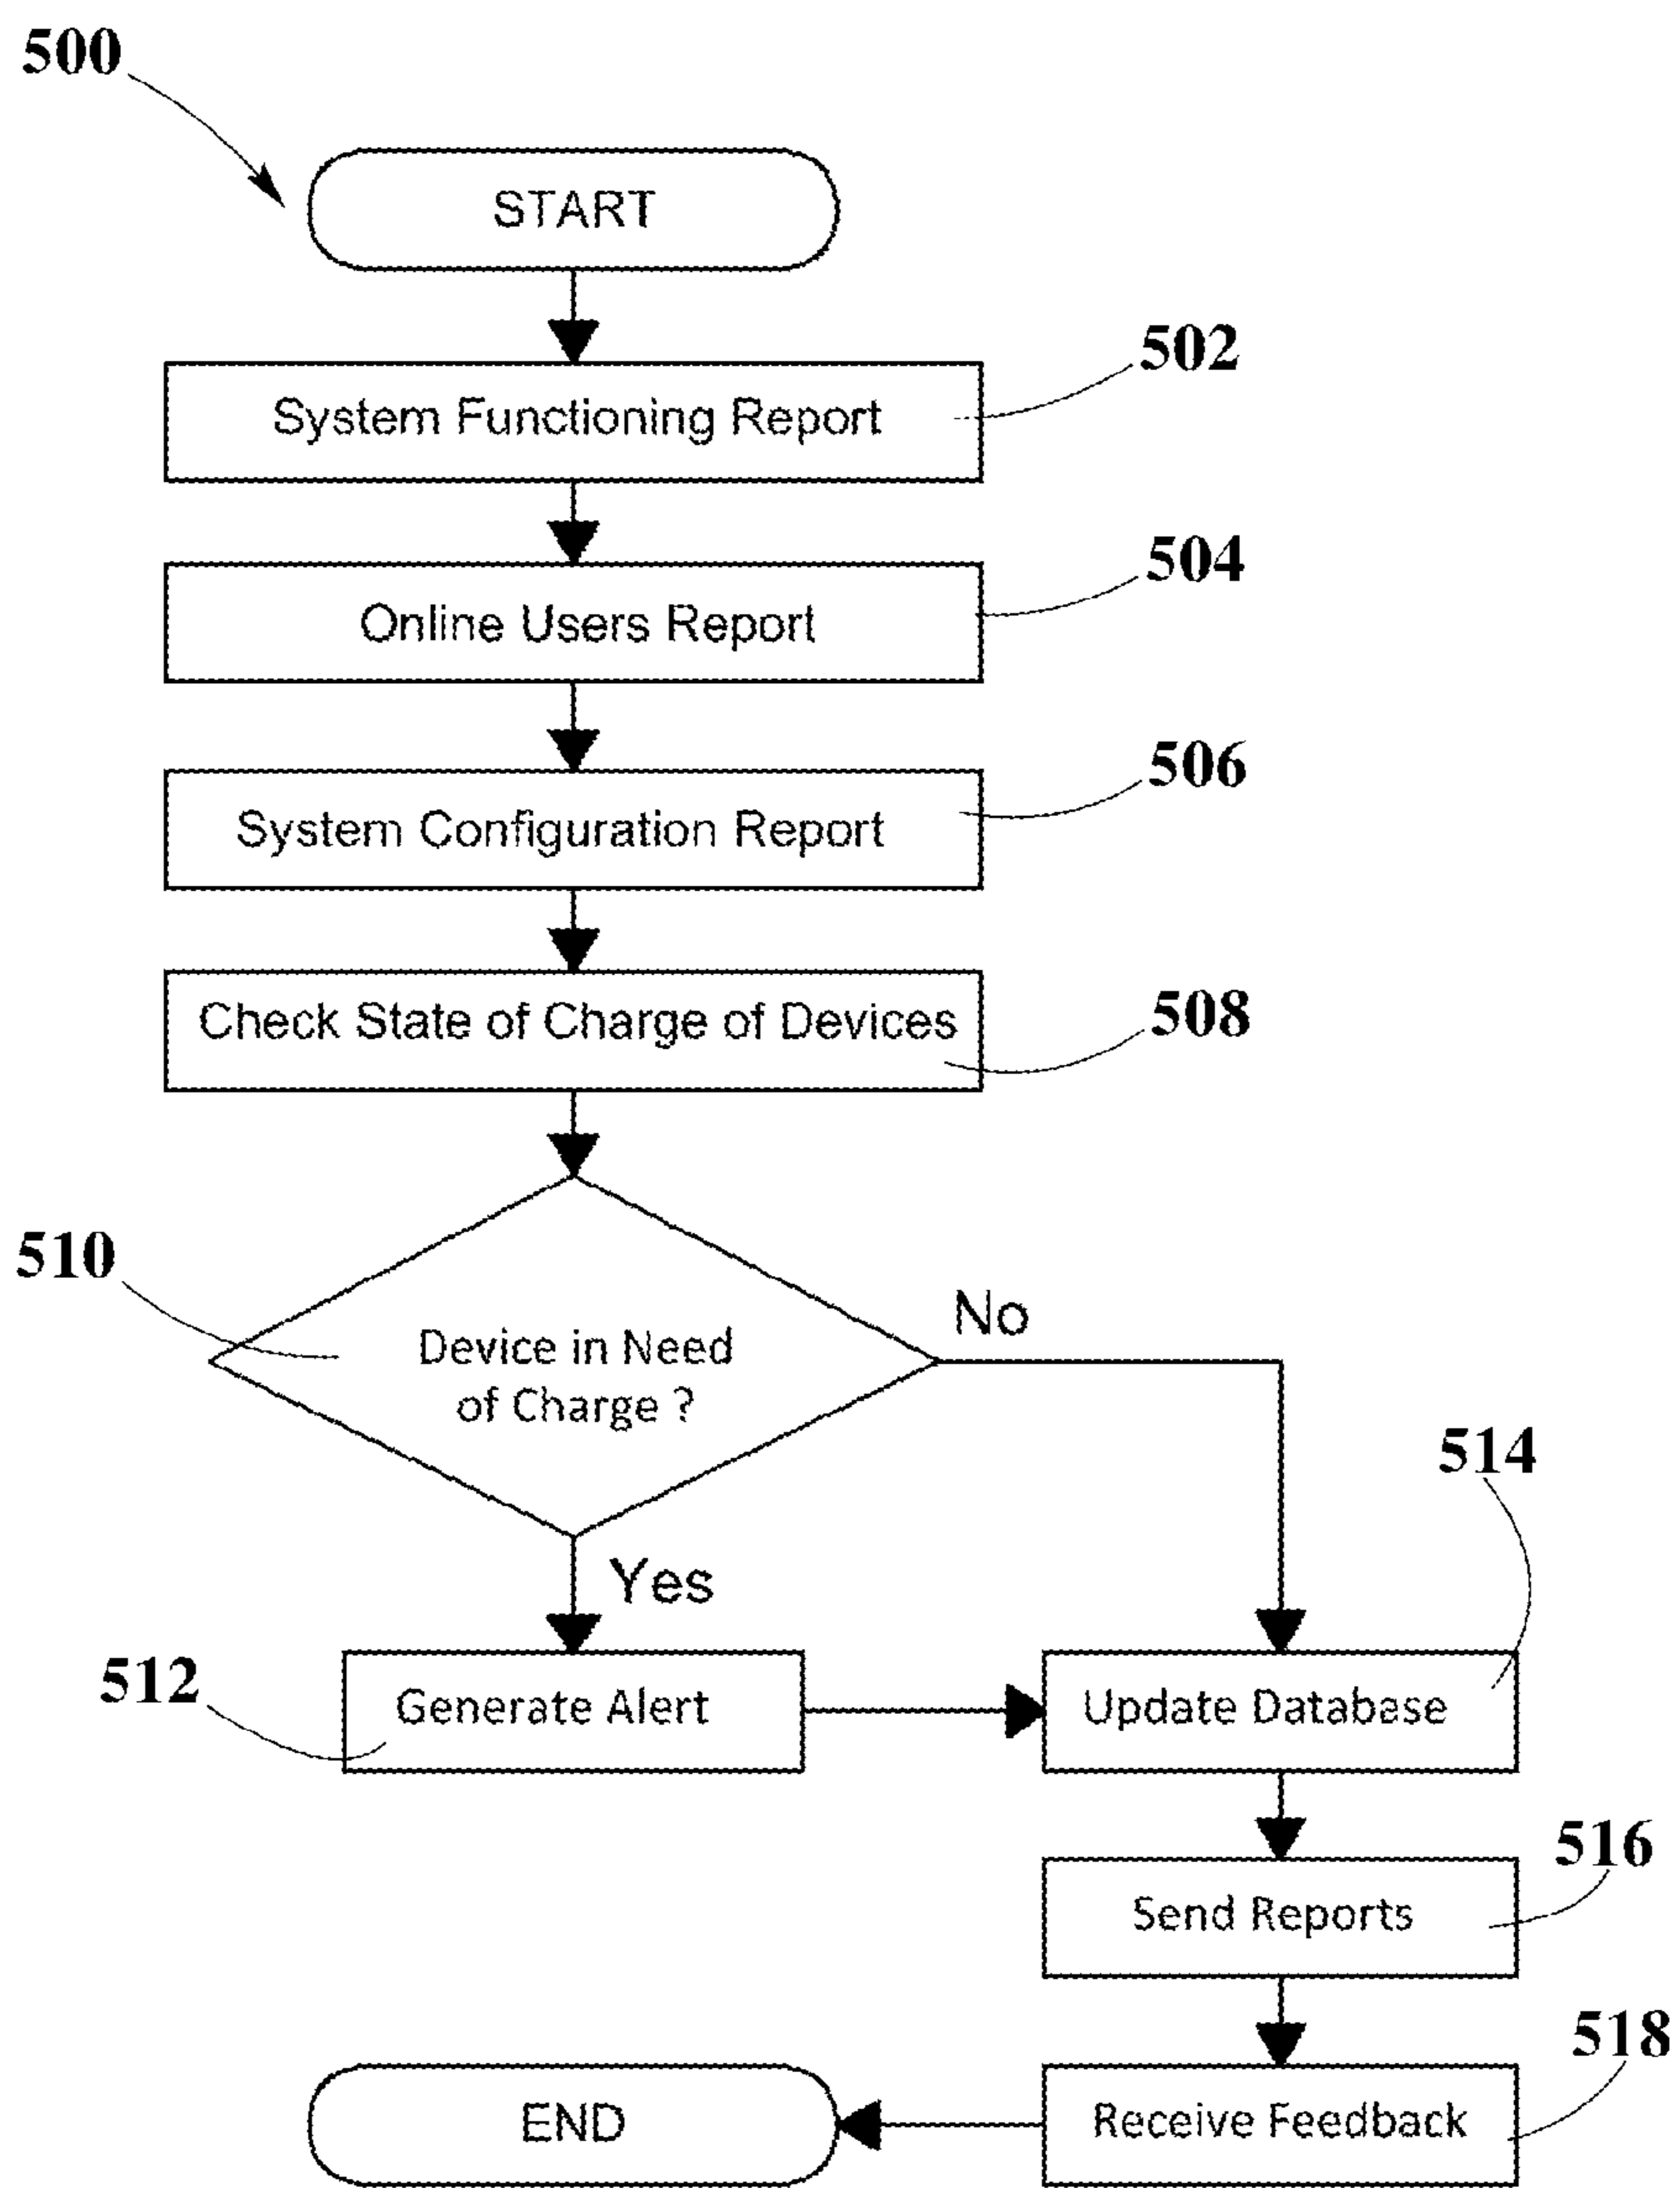 500
START
502
System Functioning Report
504
Online Users Report
506
System Configuration Report
508
Check State of Charge of Devices
510
Device in Need
of Charge ?
No
Yes
514
512
Generate Alert
Update Database
516
Send Reports
518
Receive Feedback
END